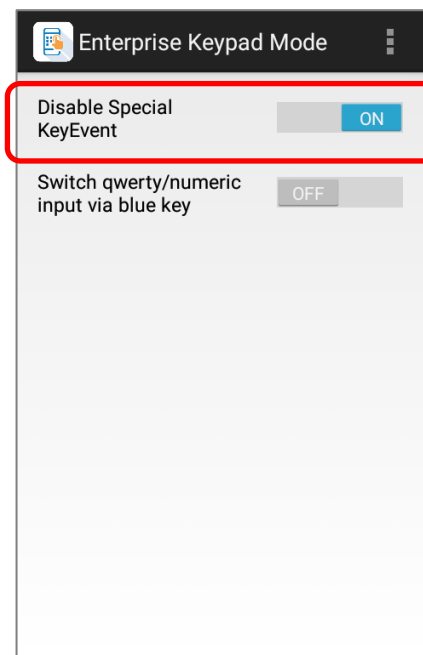 Enterprise Keypad Mode
Disable Special
KeyEvent
ON
Switch qwerty/numeric
input via blue key
OFF